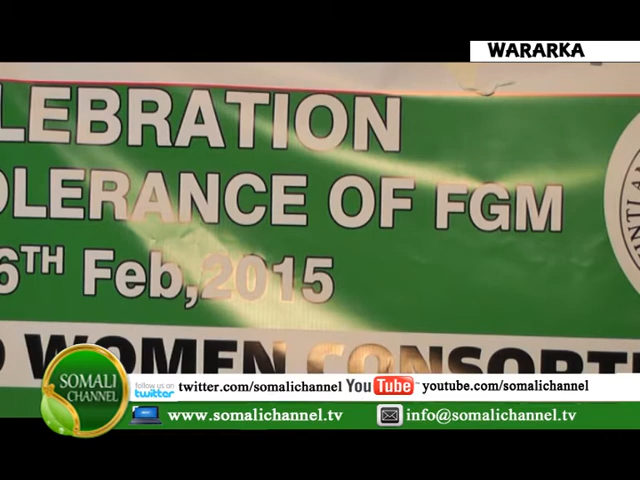 WARARKA
LEBRATION
OLERANCE OF FGM
6TH Feb,2015
WOMEN CONSORT
SOMALI
CHANNEL
follow us on
twitter
twitter.com/somalichannel
YouTube
youtube.com/somalichannel
www.somalichannel.tv
info@somalichannel.tv